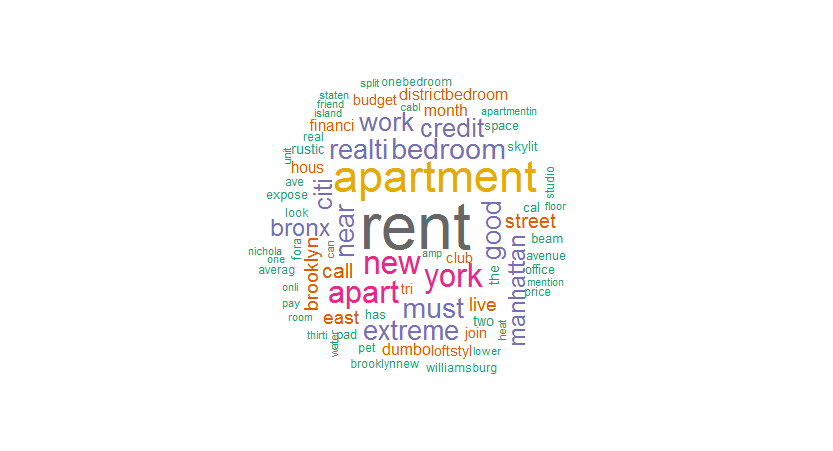 split onebedroom
staten budget districtbedroom
friend cabl month apartmentin
island
financi work credit space
real
unit rustic realti bedroom skylit
hous apartment studio
ave citi
expose cal floor
look near rent good street
bronx beam
nichola fora can manhattan
one brooklyn new amp club the avenue
averag call york office
onli apart tri mention
pay price
room east has must live
two heat
thirti water pad extreme join
pet dumbo loftstyl lower
brooklynnew williamsburg